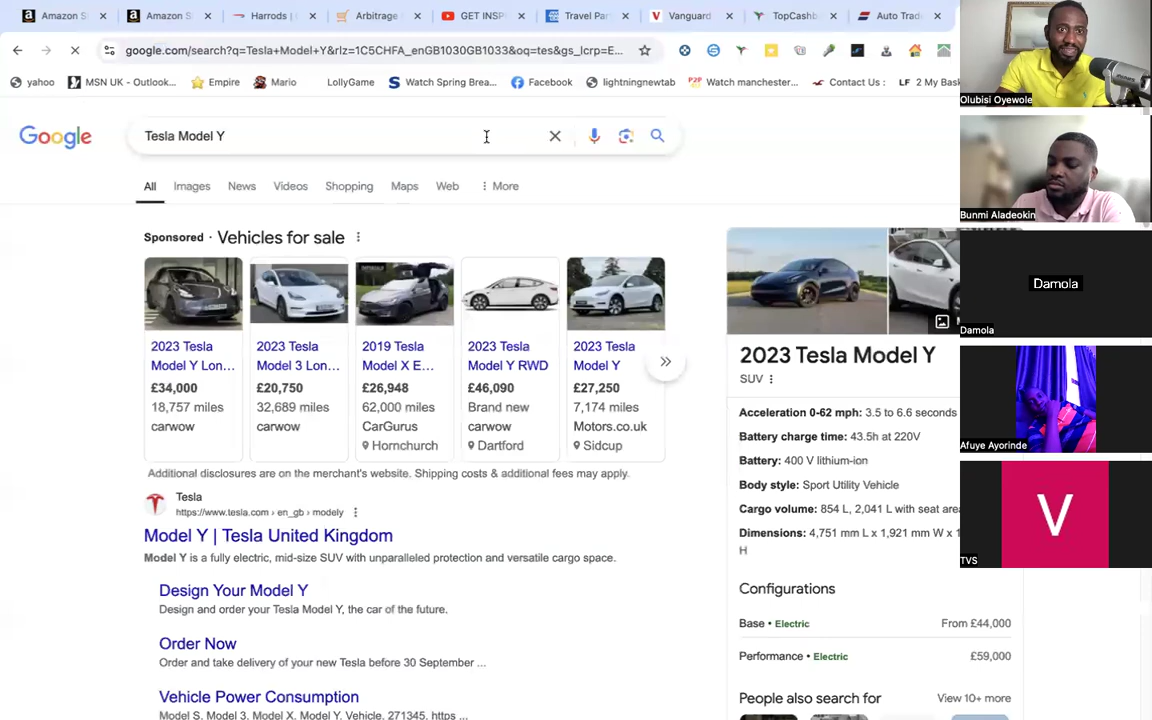 Amazon S
Amazon S
Harrods |
Arbitrage
GET INSP
Travel Par
Vanguard
TopCashb
Auto Trad
google.com/search?q=Tesla+Model+Y&rlz=1C5CHFA_enGB1030GB1033&oq=tes&gs_lcrp=E...
yahoo
MSN UK - Outlook...
Empire
Mario
LollyGame
Watch Spring Brea...
Facebook
lightningnewtab
P2P Watch manchester...
Contact Us :
LF 2 My Bask
Google
Tesla Model Y
All
Images
News
Videos
Shopping
Maps
Web
More
Sponsored · Vehicles for sale
2023 Tesla
Model Y Lon...
£34,000
18,757 miles
carwow
2023 Tesla
Model 3 Lon...
£20,750
32,689 miles
carwow
2019 Tesla
Model X E...
£26,948
62,000 miles
CarGurus
Hornchurch
2023 Tesla
Model Y RWD
£46,090
Brand new
carwow
Dartford
2023 Tesla
Model Y
£27,250
7,174 miles
Motors.co.uk
Sidcup
Additional disclosures are on the merchant's website. Shipping costs & additional fees may apply.
Tesla
https://www.tesla.com › en_gb › modely
Model Y | Tesla United Kingdom
Model Y is a fully electric, mid-size SUV with unparalleled protection and versatile cargo space.
Design Your Model Y
Design and order your Tesla Model Y, the car of the future.
Order Now
Order and take delivery of your new Tesla before 30 September ...
Vehicle Power Consumption
Model S. Model 3. Model X. Model Y. Vehicle. 271345. https ...
2023 Tesla Model Y
SUV
Acceleration 0-62 mph: 3.5 to 6.6 seconds
Battery charge time: 43.5h at 220V
Battery: 400 V lithium-ion
Body style: Sport Utility Vehicle
Cargo volume: 854 L, 2,041 L with seat area
Dimensions: 4,751 mm L x 1,921 mm W x 1
H
Configurations
Base • Electric
From £44,000
Performance • Electric
£59,000
People also search for
View 10+ more
Olubisi Oyewole
Bunmi Aladeokin
Damola
Damola
Afuye Ayorinde
V
TVS